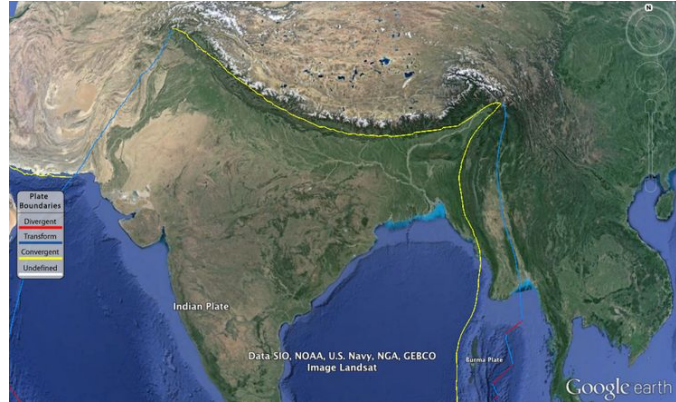 N
Plate
Boundaries
Divergent
Transform
Convergent
Undefined
Indian Plate
Burma Plate
Data SIO, NOAA, U.S. Navy, NGA, GEBCO
Image Landsat
Google earth